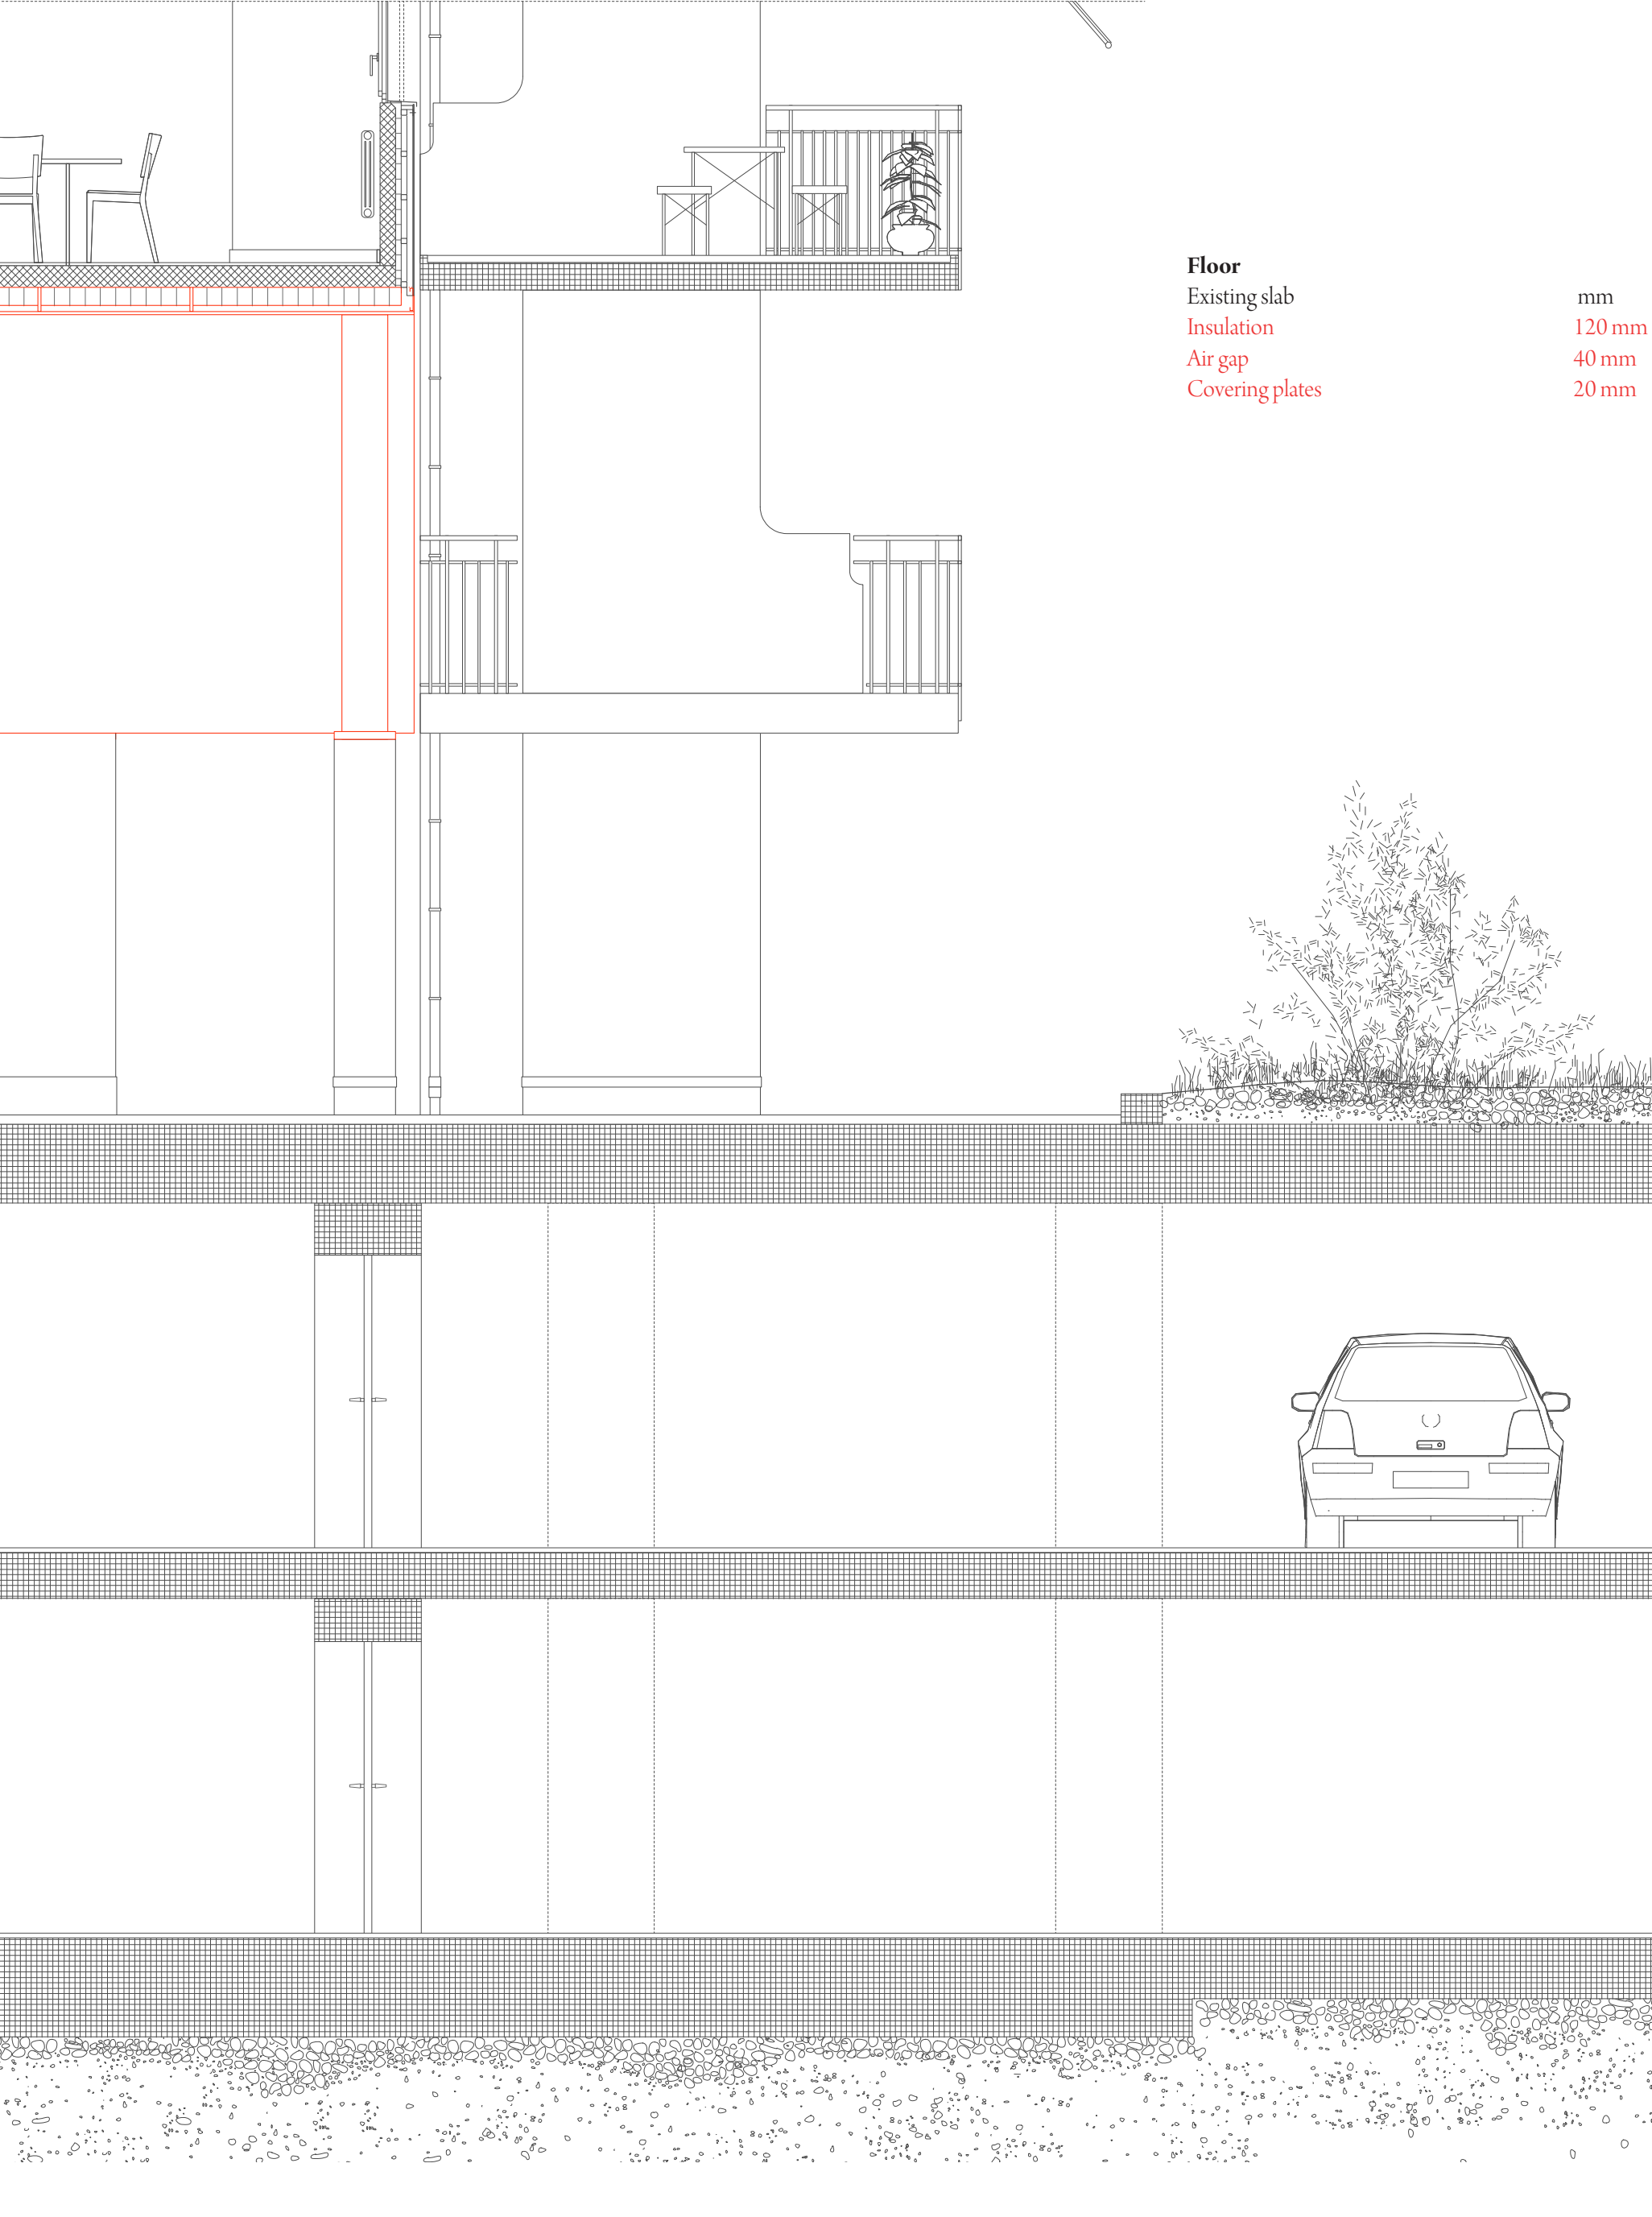 Floor
Existing slab mm
Insulation 120 mm
Air gap 40 mm
Covering plates 20 mm